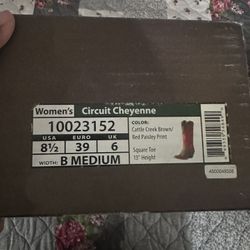 Women's Circuit Cheyenne
10023152
COLOR:
Cattle Creek Brown/
Red Paisley Print
USA EURO UK
8½ 39 6
Square Toe
13" Height
WIDTH: B MEDIUM